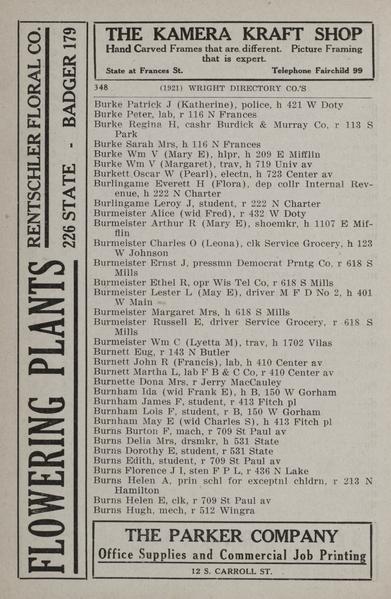 THE KAMERA KRAFT SHOP
Hand Carved Frames that are different. Picture Framing
that is expert.
State at Frances St. Telephone Fairchild 99
348 (1921) WRIGHT DIRECTORY CO.'S
Burke Patrick J (Katherine), police, h 421 W Doty
Burke Peter, lab, r 116 N Frances
Burke Regina H, cashr Burdick & Murray Co, r 113 S
Park
Burke Sarah Mrs, h 116 N Frances
Burke Wm V (Mary E), hlpr, h 209 E Mifflin
Burke Wm V (Margaret), trav, h 719 Univ av
Burkett Oscar W (Pearl), electn, h 723 Center av
Burlingame Everett H (Flora), dep collr Internal Rev-
enue, h 222 N Charter
Burlingame Leroy J, student, r 222 N Charter
Burmeister Alice (wid Fred), r 432 W Doty
Burmeister Arthur R (Mary E), shoemkr, h 1107 E Mif-
flin
Burmeister Charles O (Leona), clk Service Grocery, h 123
W Johnson
Burmeister Ernst J, pressmn Democrat Prntg Co, r 618 S
Mills
Burmeister Ethel R, opr Wis Tel Co, r 618 S Mills
Burmeister Lester L (May E), driver M F D No 2, h 401
W Main
Burmeister Margaret Mrs, h 618 S Mills
Burmeister Russell E, driver Service Grocery, r 618 S
Mills
Burmeister Wm C (Lyetta M), trav, h 1702 Vilas
Burnett Eng, r 143 N Butler
Burnett John R (Francis), lab, h 410 Center av
Burnett Martha L, lab F B & C Co, r 410 Center av
Burnette Dona Mrs, r Jerry MacCauley
Burnham Ida (wid Frank E), h B, 150 W Gorham
Burnham James F, student, r 413 Fitch pl
Burnham Lois F, student, r B, 150 W Gorham
Burnham May E (wid Charles S), h 413 Fitch pl
Burns Burton F, mach, r 709 St Paul av
Burns Delia Mrs, drsmkr, h 531 State
Burns Dorothy E, student, r 531 State
Burns Edith, student, r 709 St Paul av
Burns Florence J I, sten F P L, r 436 N Lake
Burns Helen A, prin schl for exceptnl chldrn, r 213 N
Hamilton
Burns Helen E, clk, r 709 St Paul av
Burns Hugh, mech, r 512 Wingra
THE PARKER COMPANY
Office Supplies and Commercial Job Printing
12 S. CARROLL ST.
FLOWERING PLANTS
RENTSCHLER FLORAL CO.
226 STATE - BADGER 179